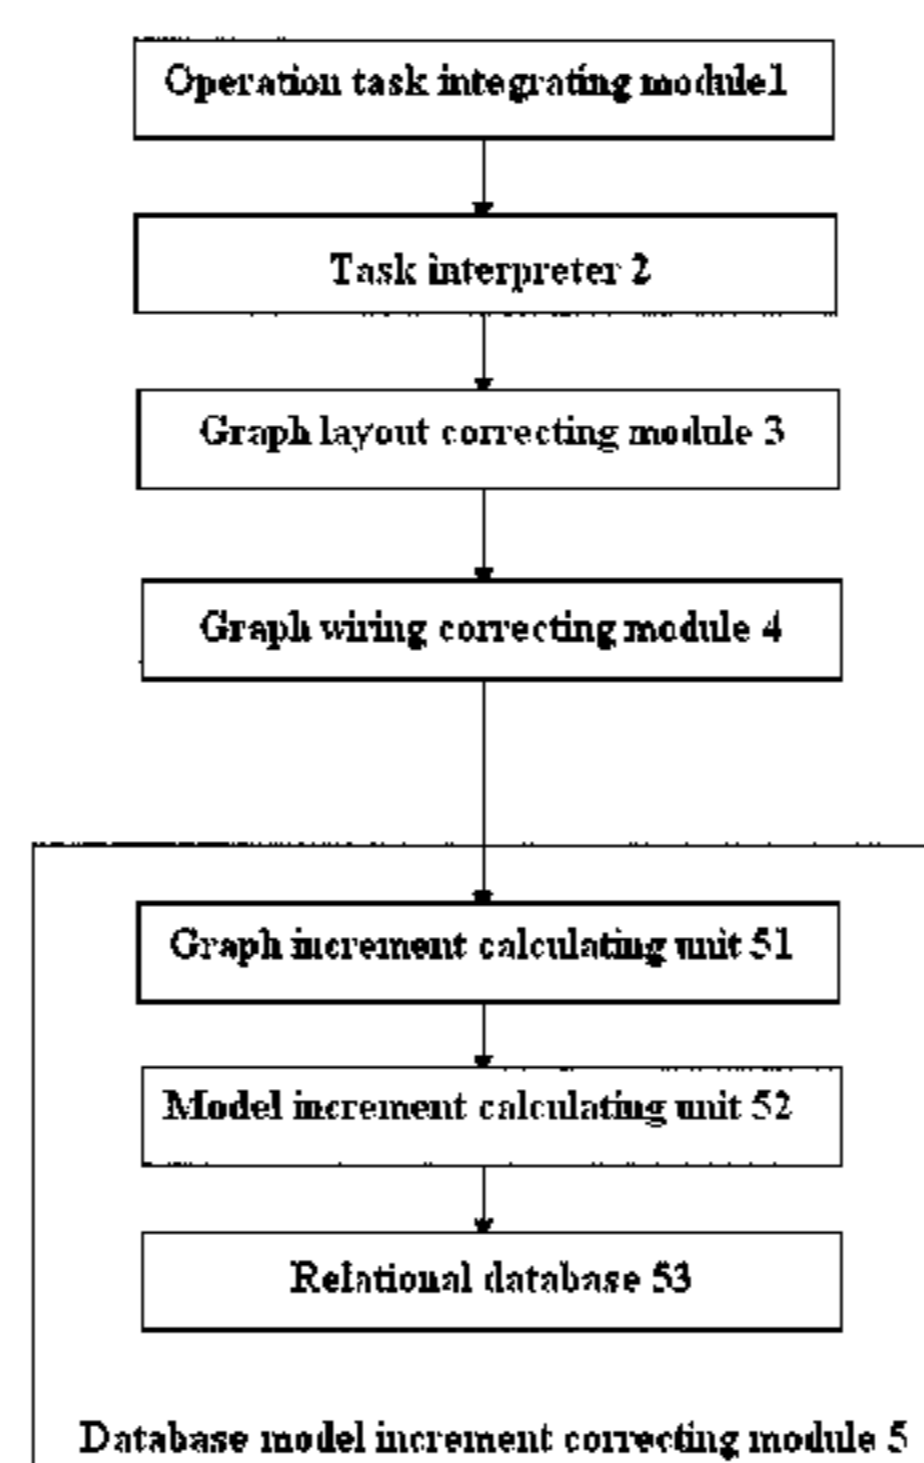 Operation task integrating module1
Task interpreter 2
Graph layout correcting module 3
Graph wiring correcting module 4
Graph increment calculating unit 51
Model increment calculating unit 52
Relational database 53
Database model increment correcting module 5